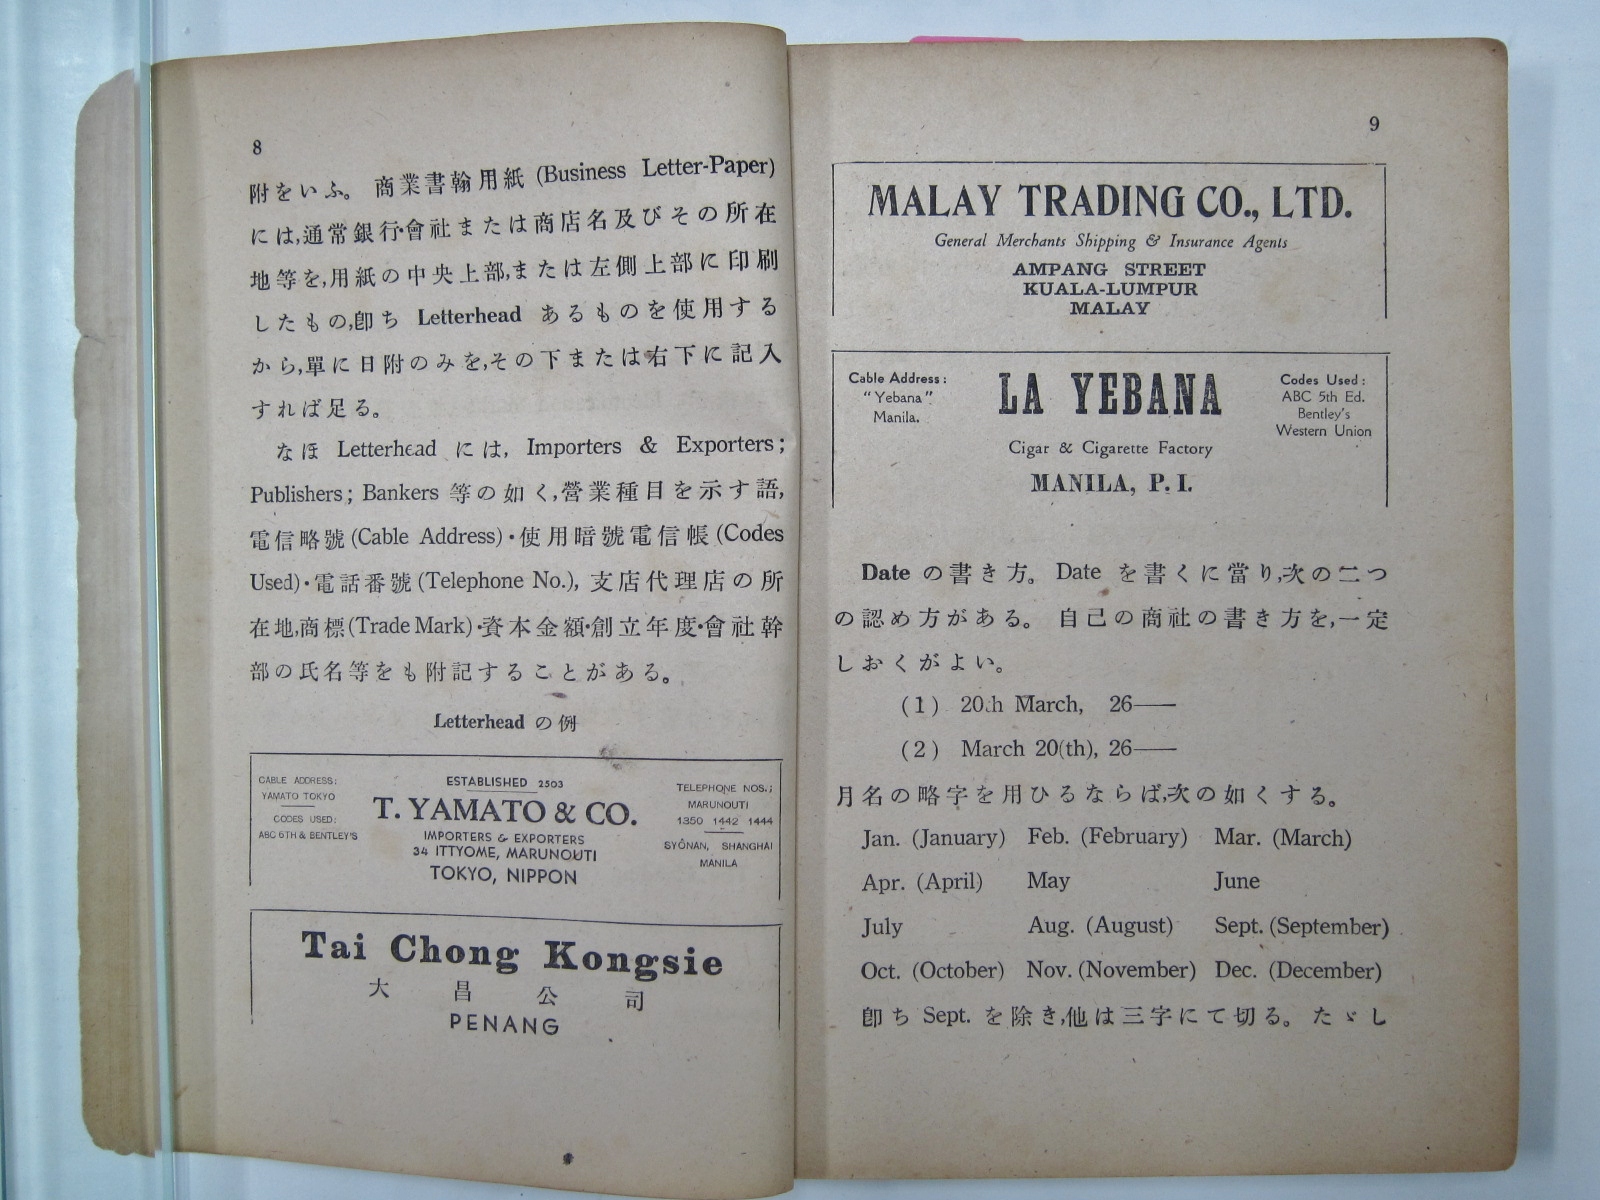 8
附をいふ。 商業書翰用紙 (Business Letter-Paper)
には,通常銀行・會社または商店名及びその所在
地等を,用紙の中央上部,または左側上部に印刷
したもの,卽ち Letterhead あるものを使用する
から,單に日附のみを,その下または右下に記入
すれば足る。
なほ Letterhead には, Importers & Exporters;
Publishers; Bankers 等の如く,營業種目を示す語,
電信略號 (Cable Address)・使用暗號電信帳 (Codes
Used)・電話番號 (Telephone No.), 支店代理店の所
在地,商標 (Trade Mark)・資本金額・創立年度・會社幹
部の氏名等をも附記することがある。
Letterhead の例
CABLE ADDRESS:
YAMATO TOKYO
CODES USED:
ABC 6TH & BENTLEY'S
ESTABLISHED 2503
T. YAMATO & CO.
IMPORTERS & EXPORTERS
34 ITTYOME, MARUNOUTI
TOKYO, NIPPON
TELEPHONE NOS.;
MARUNOUTI
1350 1442 1444
SYÔNAN, SHANGHAI
MANILA
Tai Chong Kongsie
大昌公司
PENANG
9
MALAY TRADING CO., LTD.
General Merchants Shipping & Insurance Agents
AMPANG STREET
KUALA-LUMPUR
MALAY
Cable Address:
"Yebana"
Manila.
LA YEBANA
Cigar & Cigarette Factory
MANILA, P. I.
Codes Used:
ABC 5th Ed.
Bentley's
Western Union
Date の書き方。 Date を書くに當り,次の二つ
の認め方がある。 自己の商社の書き方を,一定
しおくがよい。
(1) 20th March, 26——
(2) March 20(th), 26——
月名の略字を用ひるならば,次の如くする。
Jan. (January) Feb. (February) Mar. (March)
Apr. (April) May June
July Aug. (August) Sept. (September)
Oct. (October) Nov. (November) Dec. (December)
卽ち Sept. を除き,他は三字にて切る。 たゞし